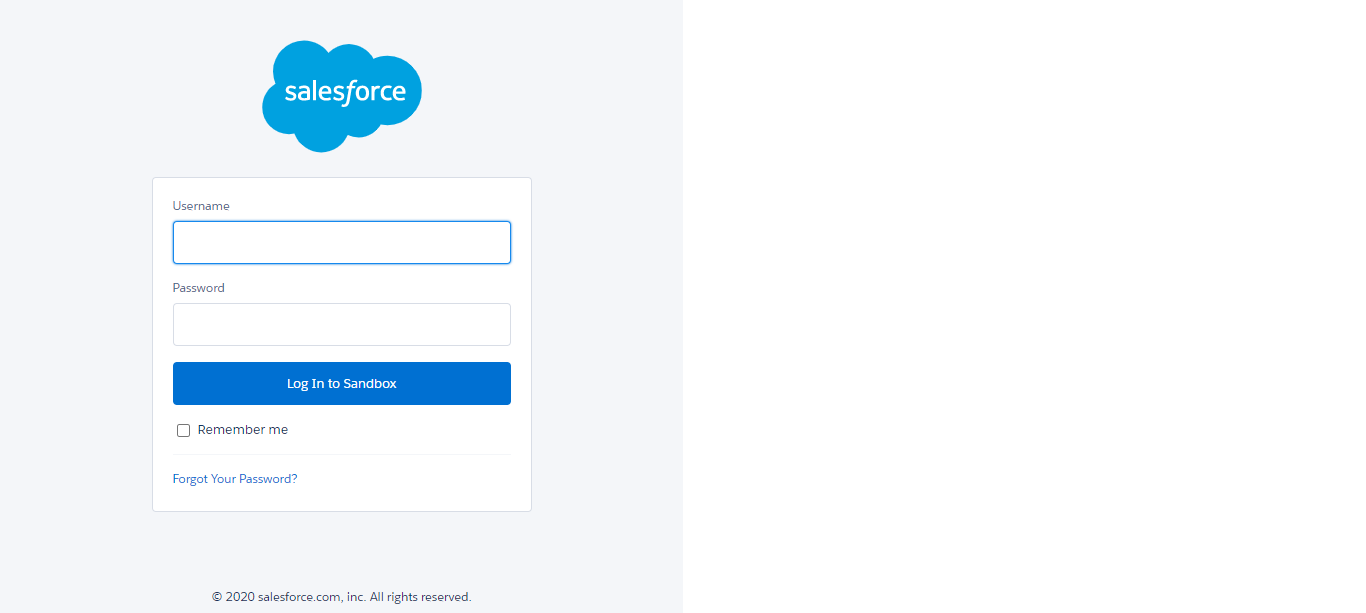 salesforce
Username
Password
Log In to Sandbox
Remember me
Forgot Your Password?
© 2020 salesforce.com, inc. All rights reserved.